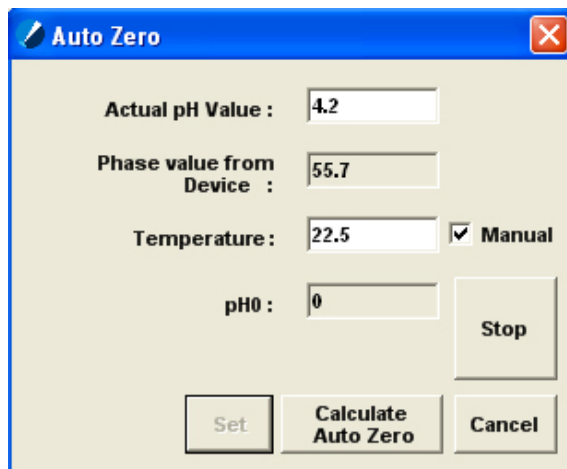 Auto Zero
Actual pH Value : 4.2
Phase value from
Device : 55.7
Temperature : 22.5 Manual
pH0 : 0
Stop
Set
Calculate
Auto Zero
Cancel